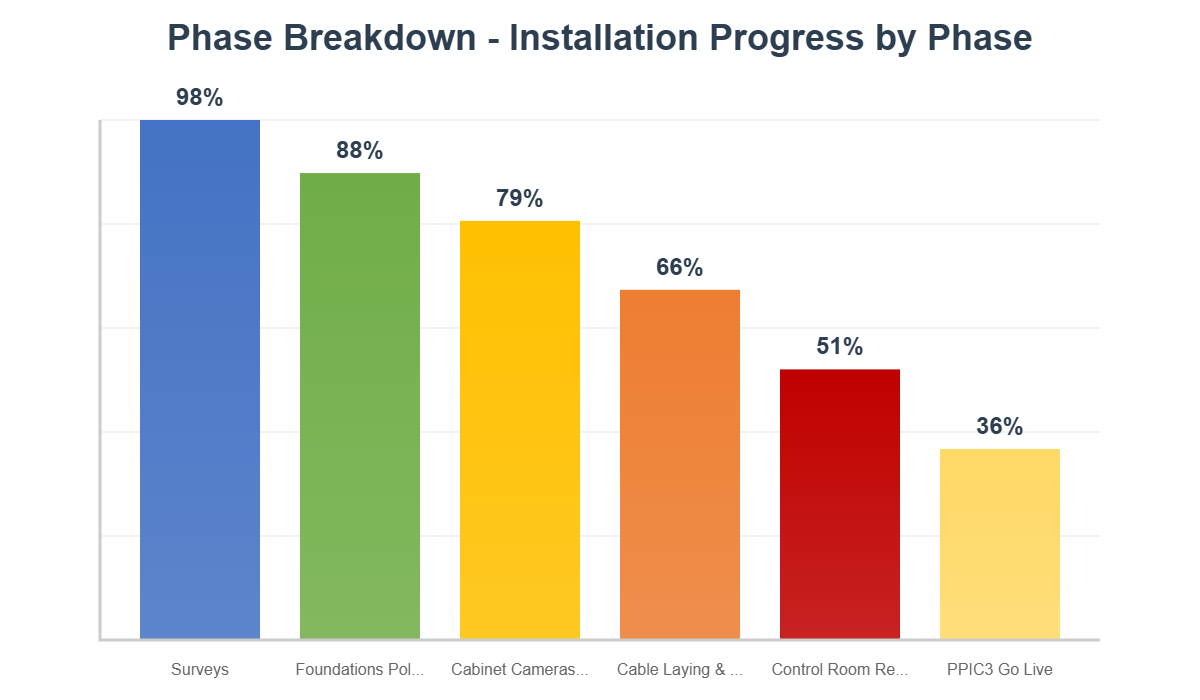 Phase Breakdown - Installation Progress by Phase
98%
88%
79%
66%
51%
36%
Surveys
Foundations Pol...
Cabinet Cameras...
Cable Laying & ...
Control Room Re...
PPIC3 Go Live